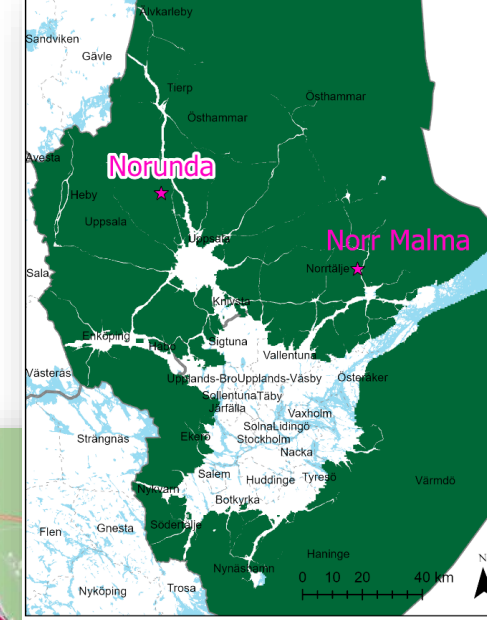 Älvkarleby
Sandviken
Gävle
Tierp
Östhammar
Östhammar
Avesta
Norunda
Heby
Uppsala
Uppsala
Norr Malma
Norrtälje
Sala
Knivsta
Enköping
Håbo
Sigtuna
Vallentuna
Västerås
Upplands-Bro
Upplands-Väsby
Österåker
Sollentuna
Täby
Järfälla
Vaxholm
Solna
Lidingö
Ekerö
Stockholm
Strängnäs
Nacka
Salem
Huddinge
Tyresö
Värmdö
Nykvarn
Botkyrka
Flen
Gnesta
Södertälje
Haninge
Nynäshamn
N
Nyköping
Trosa
0 10 20 40 km